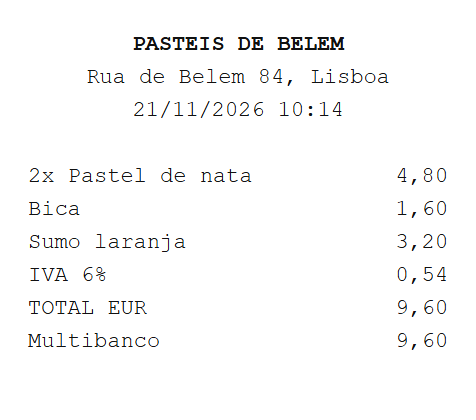 PASTEIS DE BELEM
Rua de Belem 84, Lisboa
21/11/2026 10:14
2x Pastel de nata 4,80
Bica 1,60
Sumo laranja 3,20
IVA 6% 0,54
TOTAL EUR 9,60
Multibanco 9,60